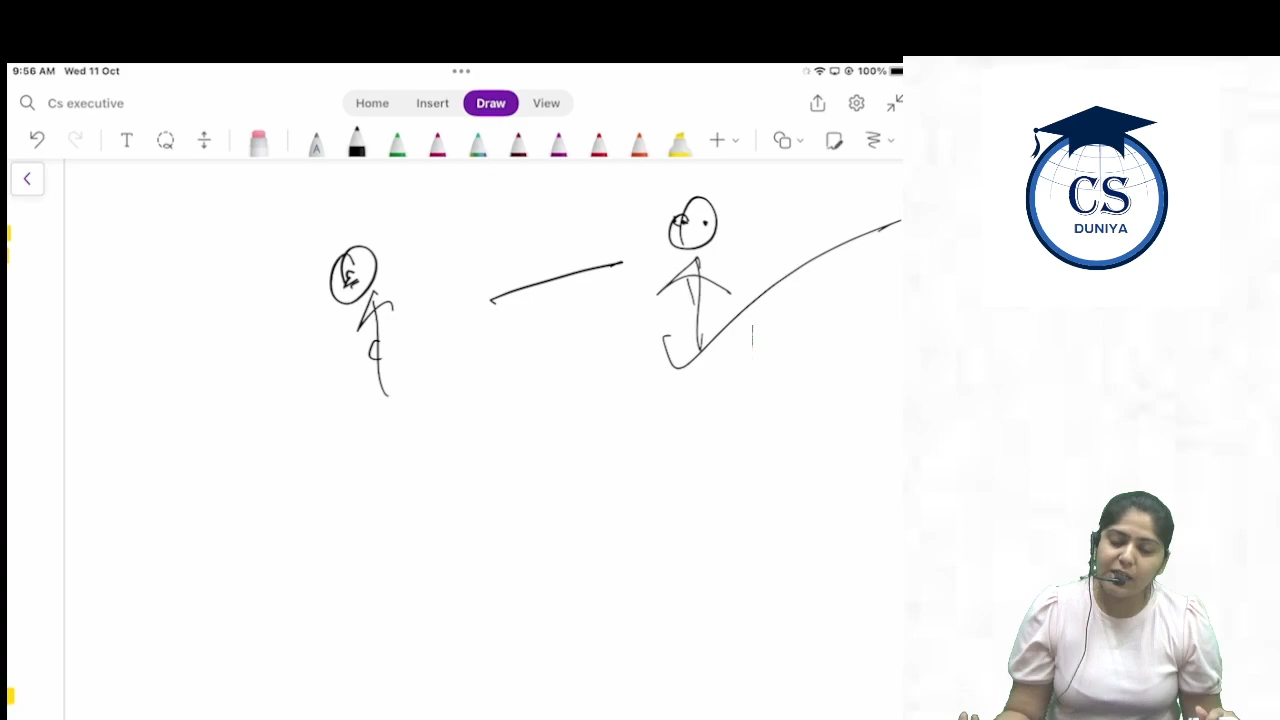 9:56 AM Wed 11 Oct
100%
Cs executive
Home Insert Draw View
T
A
CS
DUNIYA